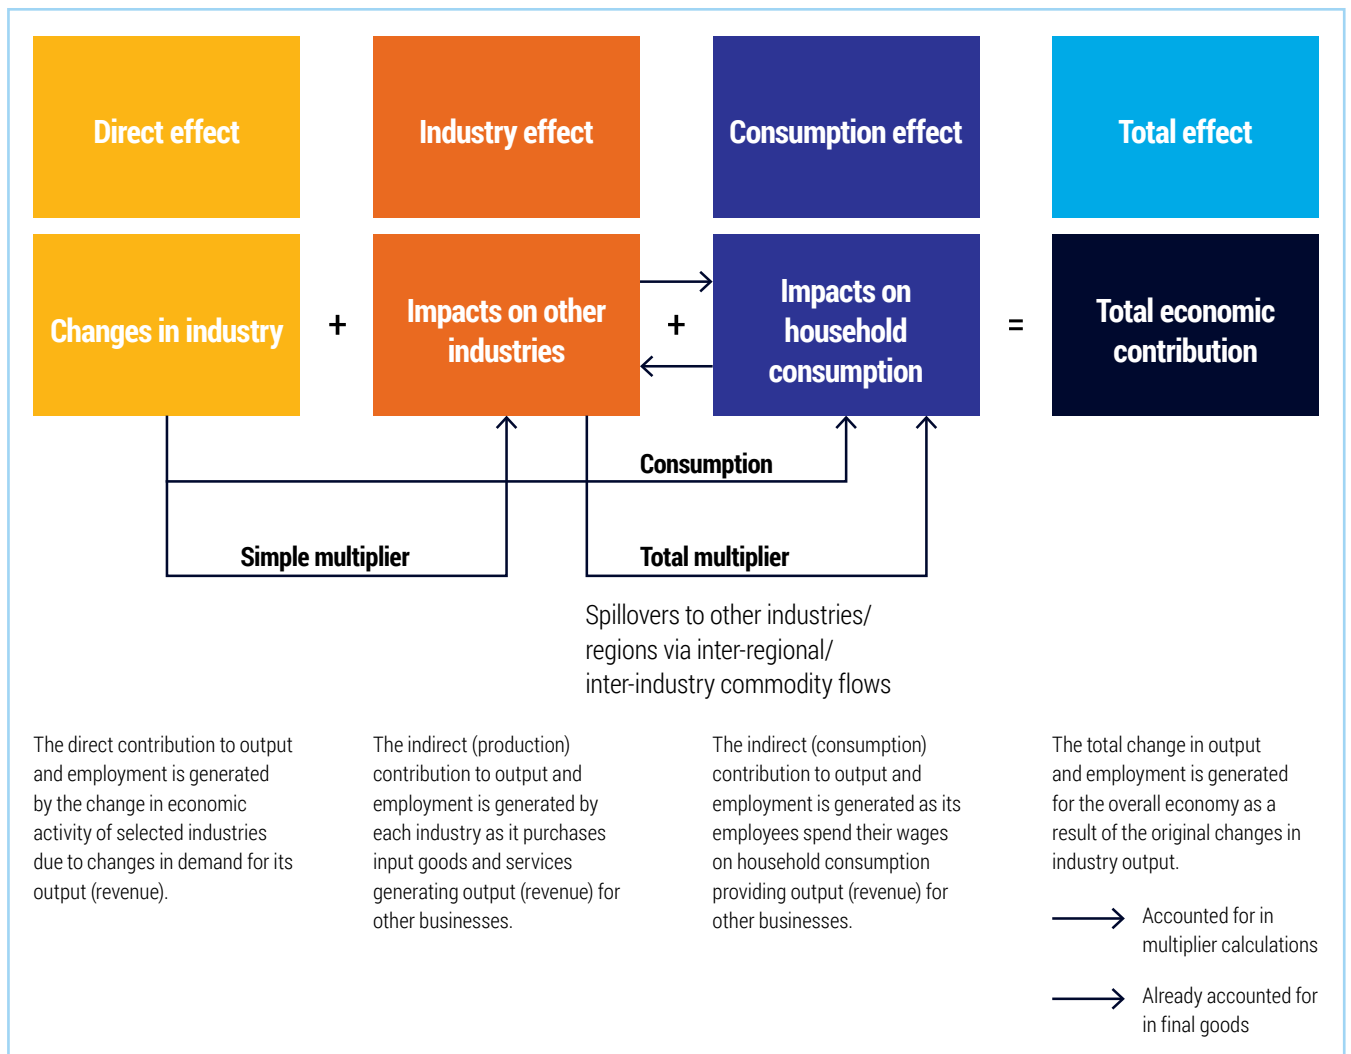 Direct effect
Industry effect
Consumption effect
Total effect
Changes in industry
+
Impacts on other
industries
+
Impacts on
household
consumption
=
Total economic
contribution
Consumption
Simple multiplier
Total multiplier
Spillovers to other industries/
regions via inter-regional/
inter-industry commodity flows
The direct contribution to output
and employment is generated
by the change in economic
activity of selected industries
due to changes in demand for its
output (revenue).
The indirect (production)
contribution to output and
employment is generated by
each industry as it purchases
input goods and services
generating output (revenue) for
other businesses.
The indirect (consumption)
contribution to output and
employment is generated as its
employees spend their wages
on household consumption
providing output (revenue) for
other businesses.
The total change in output
and employment is generated
for the overall economy as a
result of the original changes in
industry output.
Accounted for in
multiplier calculations
Already accounted for
in final goods